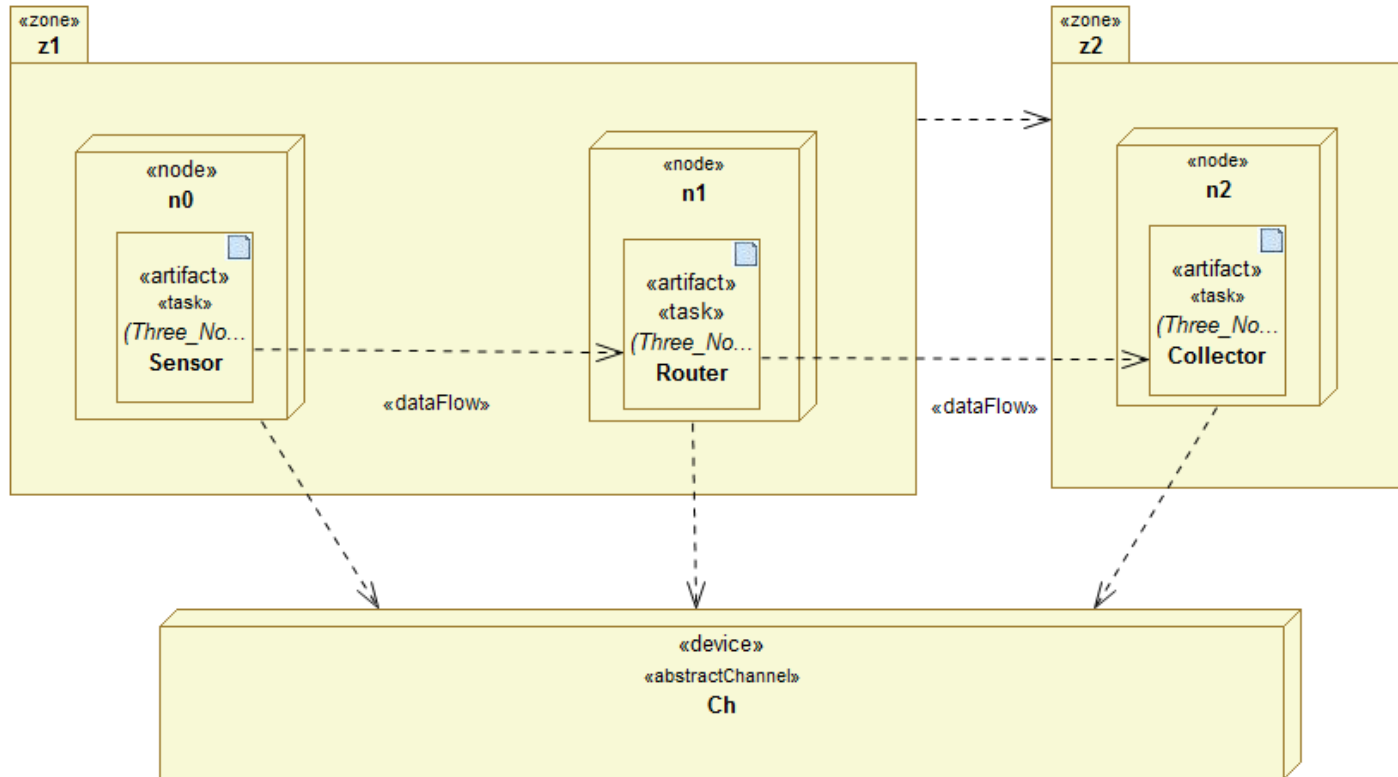 «zone»
z1
«zone»
z2
«node»
n0
«artifact»
«task»
(Three_No...
Sensor
«node»
n1
«artifact»
«task»
(Three_No...
Router
«node»
n2
«artifact»
«task»
(Three_No...
Collector
«dataFlow»
«dataFlow»
«device»
«abstractChannel»
Ch